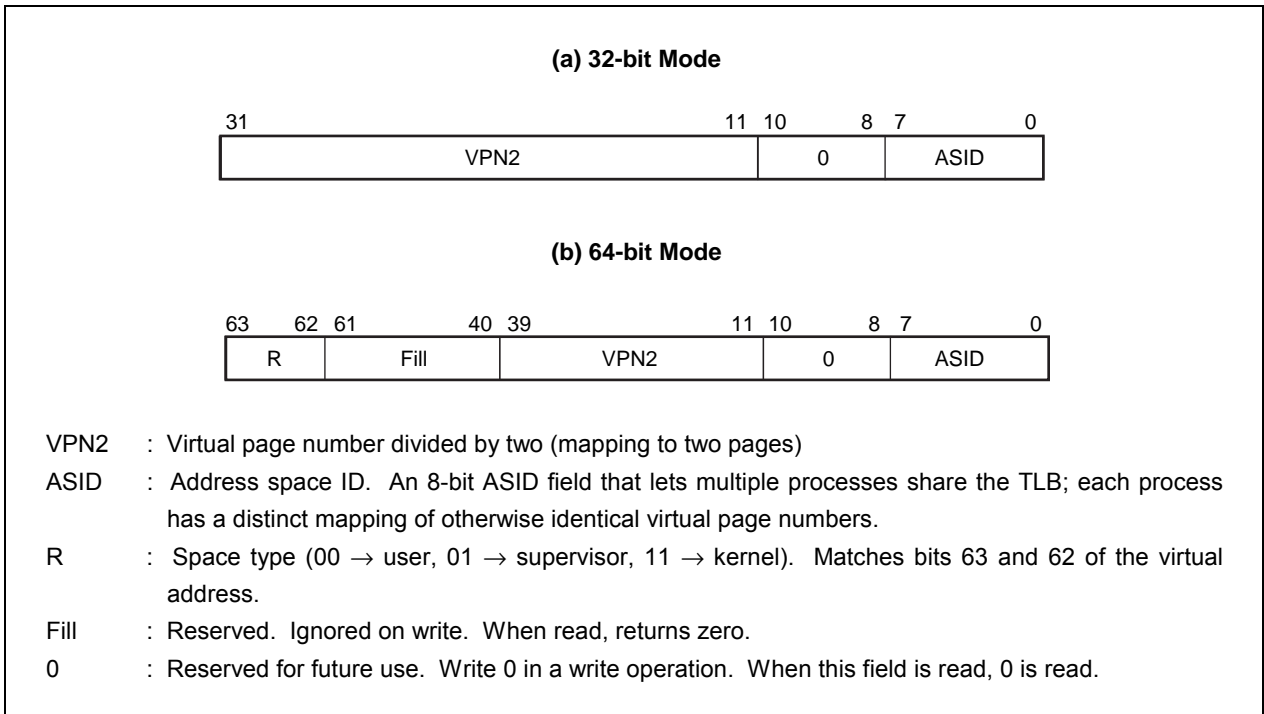 (a) 32-bit Mode
31 11 10 8 7 0
VPN2 0 ASID
(b) 64-bit Mode
63 62 61 40 39 11 10 8 7 0
R Fill VPN2 0 ASID
VPN2 : Virtual page number divided by two (mapping to two pages)
ASID : Address space ID. An 8-bit ASID field that lets multiple processes share the TLB; each process
has a distinct mapping of otherwise identical virtual page numbers.
R : Space type (00 → user, 01 → supervisor, 11 → kernel). Matches bits 63 and 62 of the virtual
address.
Fill : Reserved. Ignored on write. When read, returns zero.
0 : Reserved for future use. Write 0 in a write operation. When this field is read, 0 is read.